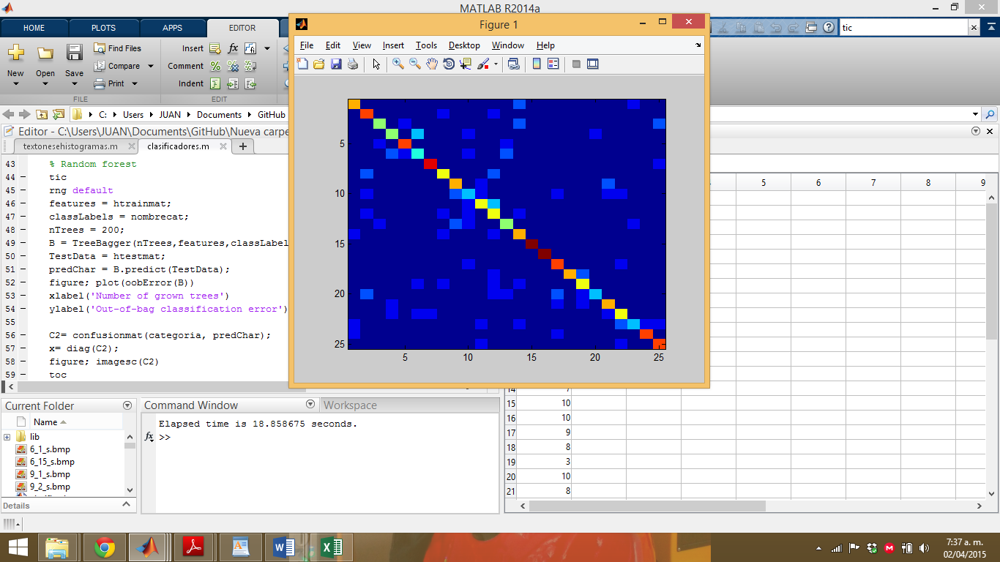 MATLAB R2014a
HOME PLOTS APPS EDITOR
tic
New Open Save Find Files Compare Print
Insert Comment Indent
FILE EDIT
C: Users JUAN Documents GitHub
Editor - C:\Users\JUAN\Documents\GitHub\Nueva carpe
textonesehistogramas.m clasificadores.m
43 % Random forest
44 – tic
45 – rng default
46 – features = htrainmat;
47 – classLabels = nombrecat;
48 – nTrees = 200;
49 – B = TreeBagger(nTrees,features,classLabel
50 – TestData = htestmat;
51 – predChar = B.predict(TestData);
52 – figure; plot(oobError(B))
53 – xlabel('Number of grown trees')
54 – ylabel('Out-of-bag classification error')
55
56 – C2= confusionmat(categoria, predChar);
57 – x= diag(C2);
58 – figure; imagesc(C2)
59 – toc
Figure 1
File Edit View Insert Tools Desktop Window Help
5
10
15
20
25
5 10 15 20 25
5 6 7 8 9
14 7
15 10
16 10
17 9
18 8
19 3
20 10
21 8
Current Folder
Name
lib
6_1_s.bmp
6_15_s.bmp
9_1_s.bmp
9_2_s.bmp
Details
Command Window Workspace
Elapsed time is 18.858675 seconds.
fx >>
7:37 a. m.
02/04/2015